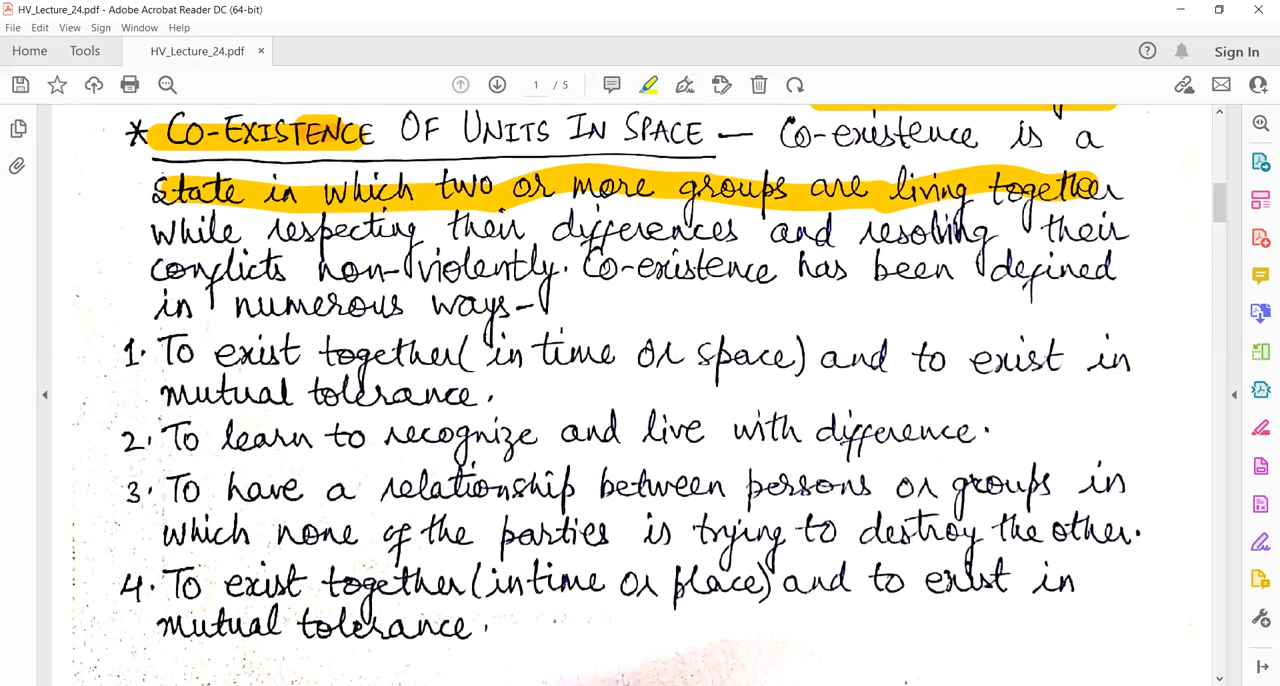 HV_Lecture_24.pdf - Adobe Acrobat Reader DC (64-bit)
File Edit View Sign Window Help
Home Tools HV_Lecture_24.pdf × Sign In
1 / 5
* CO-EXISTENCE OF UNITS IN SPACE — Co-existence is a
state in which two or more groups are living together
while respecting their differences and resolving their
conflicts non-violently. Co-existence has been defined
in numerous ways-
1. To exist together (in time or space) and to exist in
mutual tolerance.
2. To learn to recognize and live with difference.
3. To have a relationship between persons or groups in
which none of the parties is trying to destroy the other.
4. To exist together (in time or place) and to exist in
mutual tolerance.